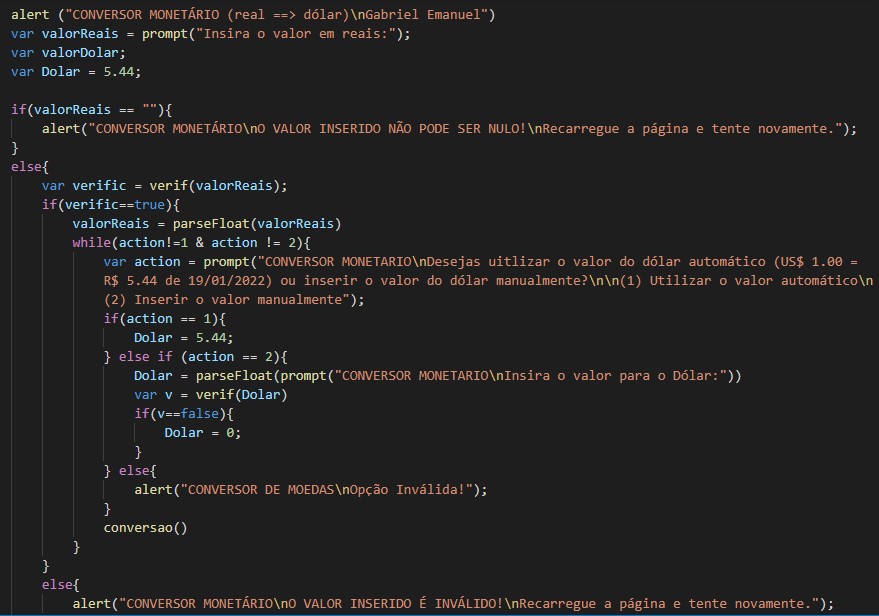 alert ("CONVERSOR MONETÁRIO (real ==> dólar)\nGabriel Emanuel")
var valorReais = prompt("Insira o valor em reais:");
var valorDolar;
var Dolar = 5.44;
if(valorReais == ""){
alert("CONVERSOR MONETÁRIO\nO VALOR INSERIDO NÃO PODE SER NULO!\nRecarregue a página e tente novamente.");
}
else{
var verific = verif(valorReais);
if(verific==true){
valorReais = parseFloat(valorReais)
while(action!=1 & action != 2){
var action = prompt("CONVERSOR MONETARIO\nDesejas uitlizar o valor do dólar automático (US$ 1.00 =
R$ 5.44 de 19/01/2022) ou inserir o valor do dólar manualmente?\n\n(1) Utilizar o valor automático\n
(2) Inserir o valor manualmente");
if(action == 1){
Dolar = 5.44;
} else if (action == 2){
Dolar = parseFloat(prompt("CONVERSOR MONETARIO\nInsira o valor para o Dólar:"))
var v = verif(Dolar)
if(v==false){
Dolar = 0;
}
} else{
alert("CONVERSOR DE MOEDAS\nOpção Inválida!");
}
conversao()
}
}
else{
alert("CONVERSOR MONETÁRIO\nO VALOR INSERIDO É INVÁLIDO!\nRecarregue a página e tente novamente.");